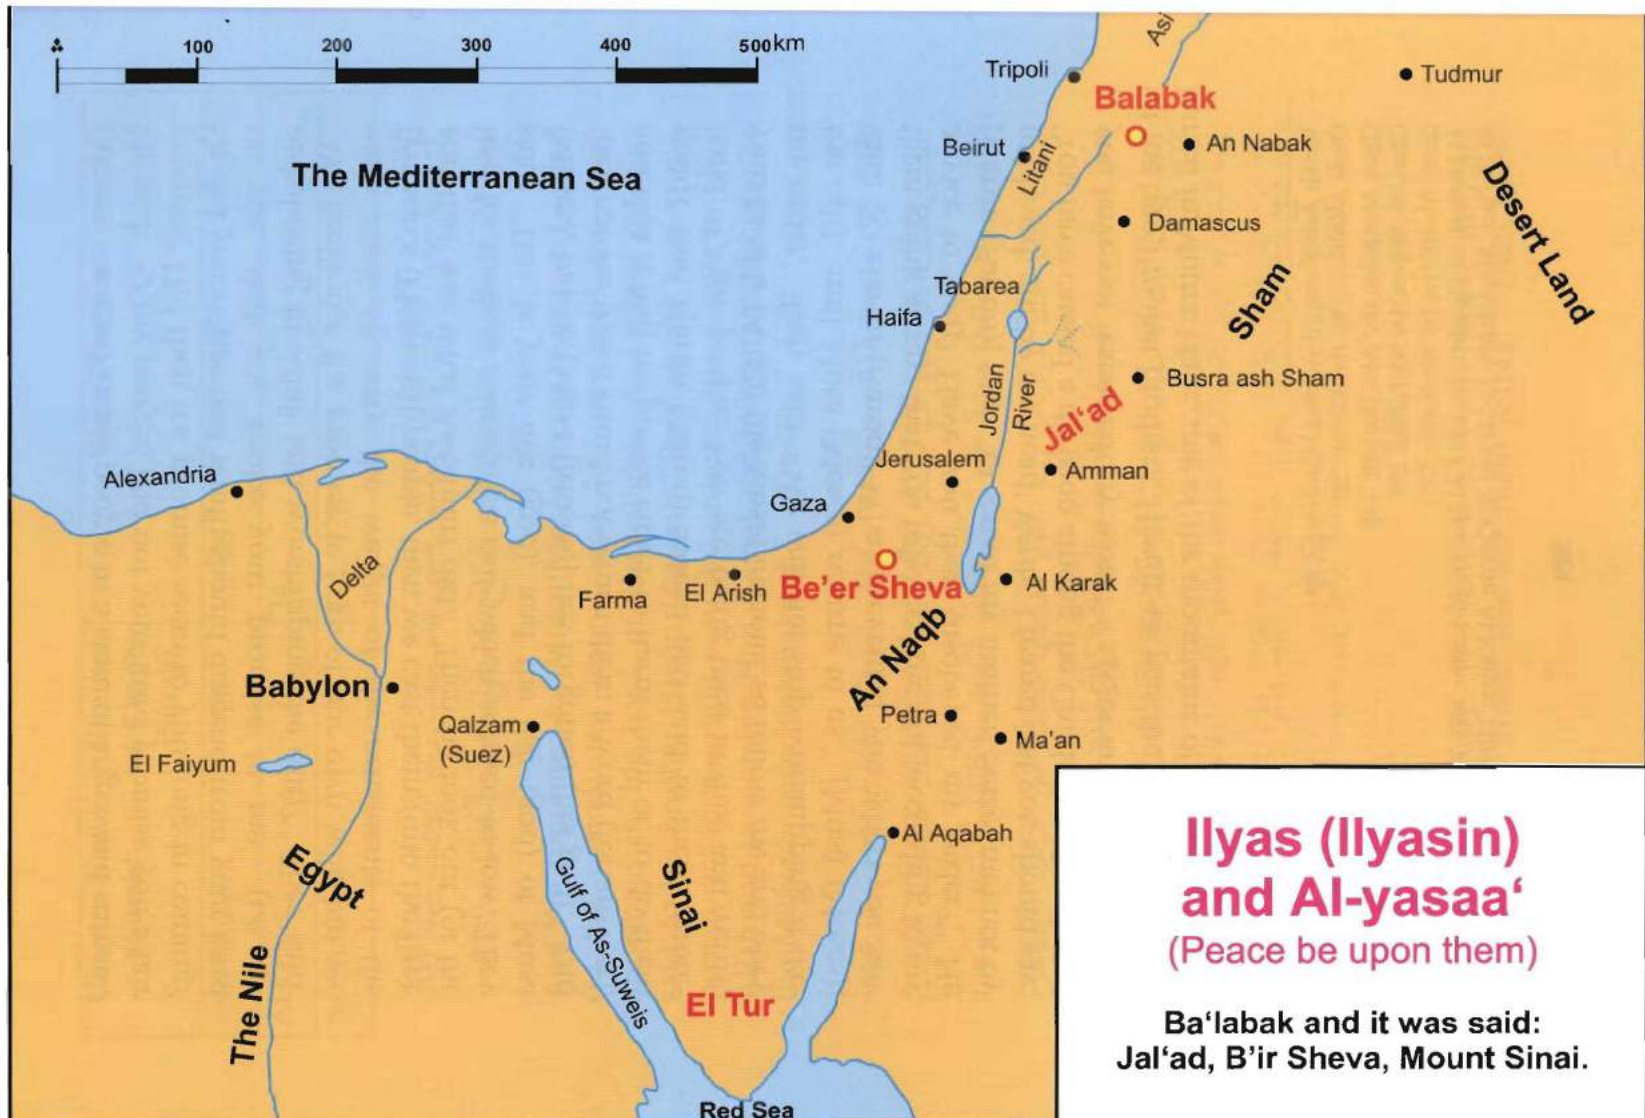 100 200 300 400 500km
Asi
Tripoli
Tudmur
Balabak
Beirut
An Nabak
Litani
The Mediterranean Sea
Desert Land
Damascus
Tabarea
Sham
Haifa
Jordan
River
Busra ash Sham
Jal‘ad
Jerusalem
Amman
Alexandria
Gaza
Delta
Farma
El Arish
Be’er Sheva
Al Karak
An Naqb
Babylon
Petra
Qalzam
(Suez)
Ma'an
El Faiyum
Al Aqabah
Egypt
Gulf of As-Suweis
Sinai
The Nile
El Tur
Red Sea
Ilyas (Ilyasin)
and Al-yasaa‘
(Peace be upon them)
Ba‘labak and it was said:
Jal‘ad, B’ir Sheva, Mount Sinai.